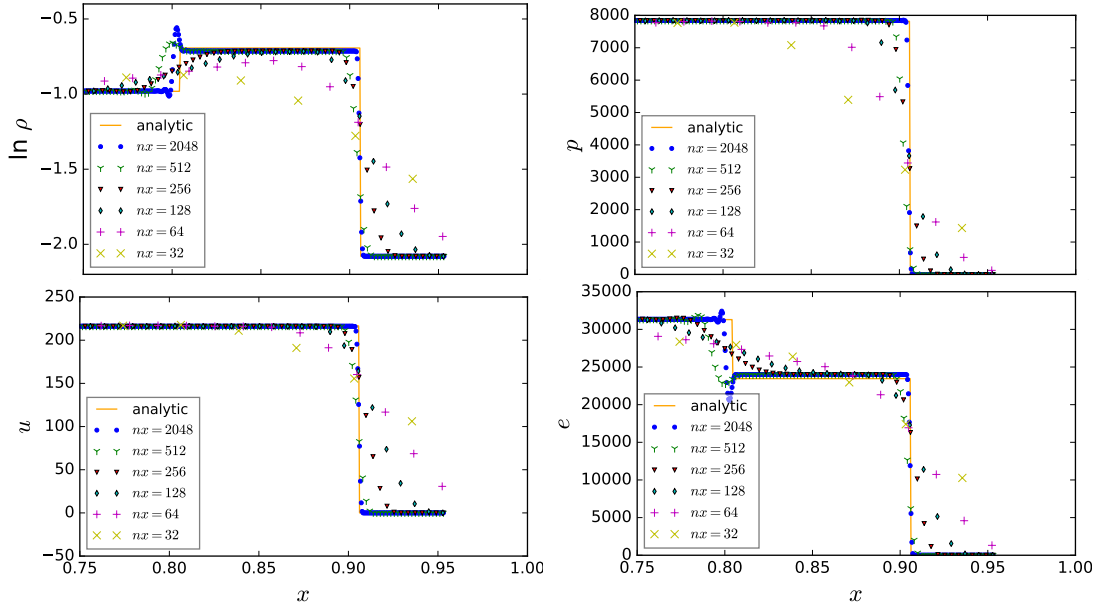 ln ρ
−0.5
−1.0
−1.5
−2.0
analytic
nx = 2048
nx = 512
nx = 256
nx = 128
nx = 64
nx = 32
p
8000
7000
6000
5000
4000
3000
2000
1000
0
analytic
nx = 2048
nx = 512
nx = 256
nx = 128
nx = 64
nx = 32
u
250
200
150
100
50
0
−50
analytic
nx = 2048
nx = 512
nx = 256
nx = 128
nx = 64
nx = 32
0.75 0.80 0.85 0.90 0.95 1.00
x
e
35000
30000
25000
20000
15000
10000
5000
0
analytic
nx = 2048
nx = 512
nx = 256
nx = 128
nx = 64
nx = 32
0.75 0.80 0.85 0.90 0.95 1.00
x